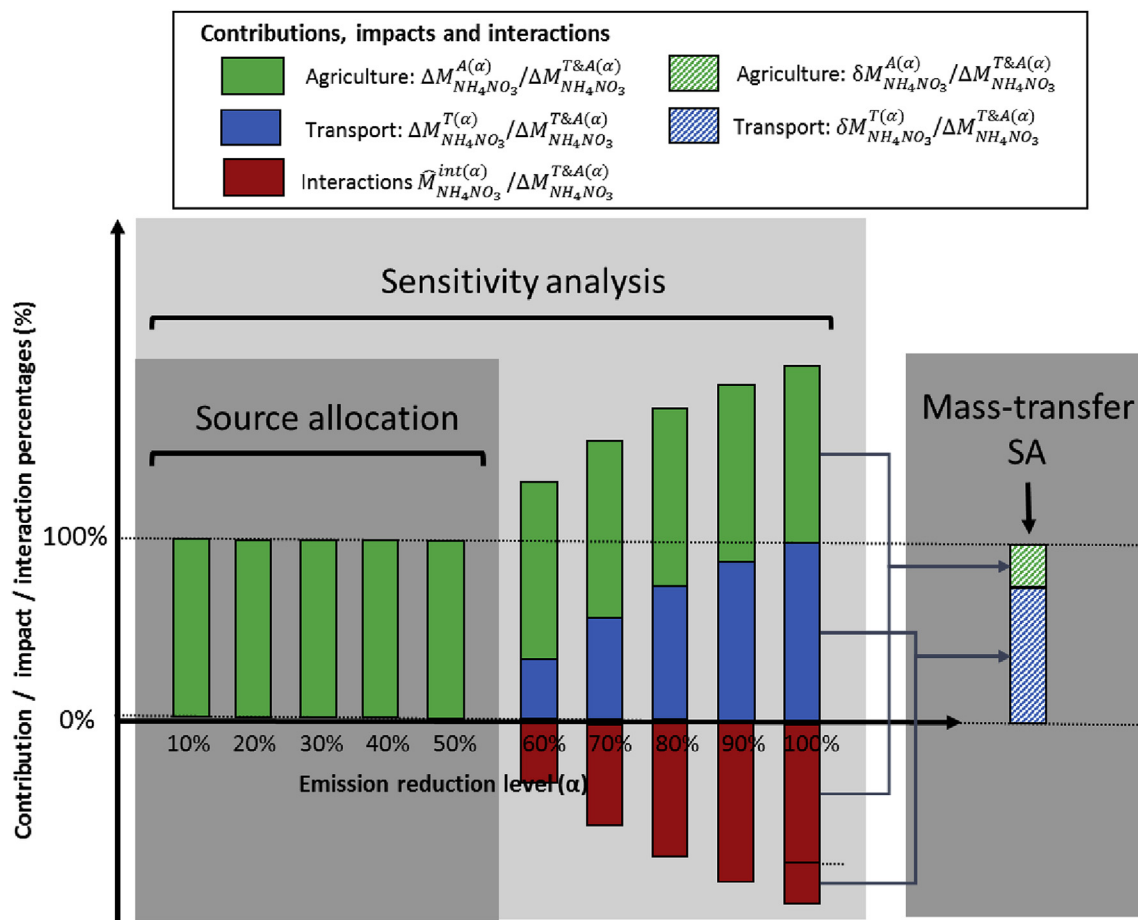 Contributions, impacts and interactions
Agriculture: ΔM^{A(α)}_{NH₄NO₃}/ΔM^{T&A(α)}_{NH₄NO₃}
Agriculture: δM^{A(α)}_{NH₄NO₃}/ΔM^{T&A(α)}_{NH₄NO₃}
Transport: ΔM^{T(α)}_{NH₄NO₃}/ΔM^{T&A(α)}_{NH₄NO₃}
Transport: δM^{T(α)}_{NH₄NO₃}/ΔM^{T&A(α)}_{NH₄NO₃}
Interactions M̂^{int(α)}_{NH₄NO₃}/ΔM^{T&A(α)}_{NH₄NO₃}
Contribution / impact / interaction percentages (%)
Sensitivity analysis
Source allocation
Mass-transfer
SA
100%
0%
10% 20% 30% 40% 50% 60% 70% 80% 90% 100%
Emission reduction level (α)